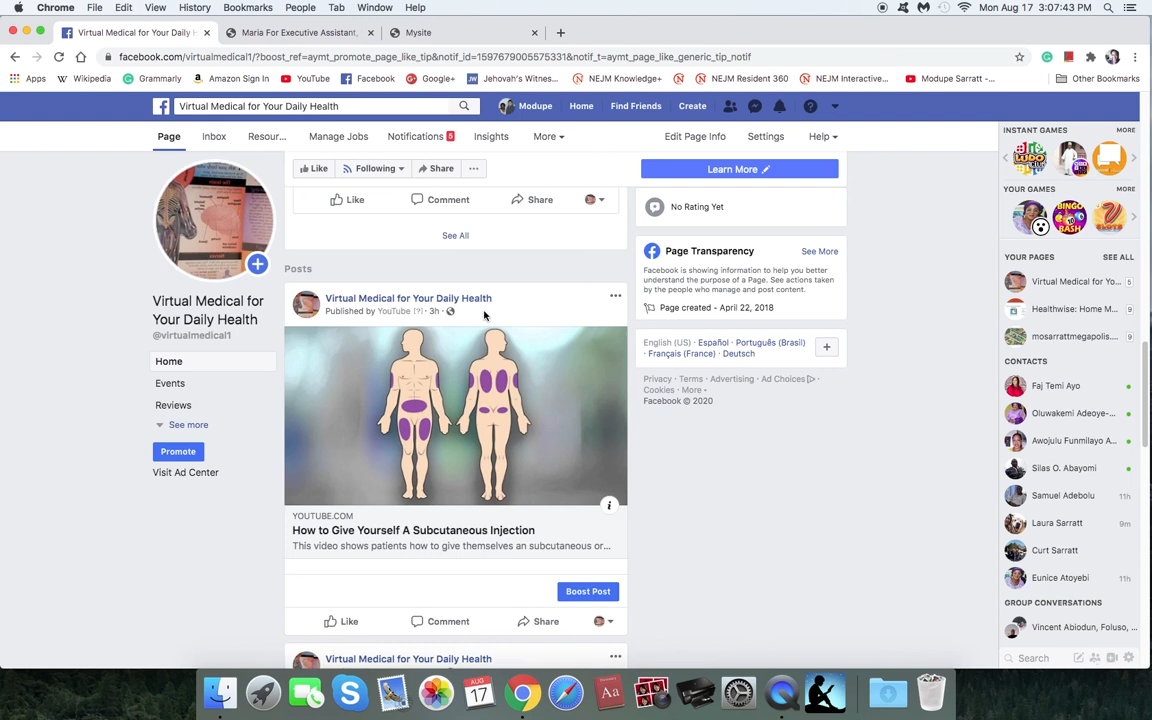 Chrome File Edit View History Bookmarks People Tab Window Help Mon Aug 17 3:07:43 PM
Virtual Medical for Your Daily H Maria For Executive Assistant, Mysite
facebook.com/virtualmedical1/?boost_ref=aymt_promote_page_like_tip&notif_id=1597679005575331&notif_t=aymt_page_like_generic_tip_notif
Apps Wikipedia Grammarly Amazon Sign In YouTube Facebook Google+ Jehovah's Witnes... NEJM Knowledge+ NEJM Resident 360 NEJM Interactive... Modupe Sarratt -... Other Bookmarks
Virtual Medical for Your Daily Health Modupe Home Find Friends Create
Page Inbox Resour... Manage Jobs Notifications 5 Insights More Edit Page Info Settings Help
Like Following Share ... Learn More
Like Comment Share
See All
No Rating Yet
Page Transparency See More
Facebook is showing information to help you better
understand the purpose of a Page. See actions taken
by the people who manage and post content.
Page created - April 22, 2018
English (US) · Español · Português (Brasil)
· Français (France) · Deutsch
Privacy · Terms · Advertising · Ad Choices ·
Cookies · More
Facebook © 2020
Virtual Medical for
Your Daily Health
@virtualmedical1
Home
Events
Reviews
See more
Promote
Visit Ad Center
Posts
Virtual Medical for Your Daily Health
Published by YouTube [?] · 3h ·
YOUTUBE.COM
How to Give Yourself A Subcutaneous Injection
This video shows patients how to give themselves an subcutaneous or...
Boost Post
Like Comment Share
Virtual Medical for Your Daily Health
INSTANT GAMES MORE
YOUR GAMES MORE
YOUR PAGES SEE ALL
Virtual Medical for Yo... 5
Healthwise: Home M... 9
mosarrattmegapolis.... 9
CONTACTS
Faj Temi Ayo
Oluwakemi Adeoye-...
Awojulu Funmilayo A...
Silas O. Abayomi
Samuel Adebolu 11h
Laura Sarratt 9m
Curt Sarratt
Eunice Atoyebi 11h
GROUP CONVERSATIONS
Vincent Abiodun, Foluso, ...
Search
AUG
17
Aa